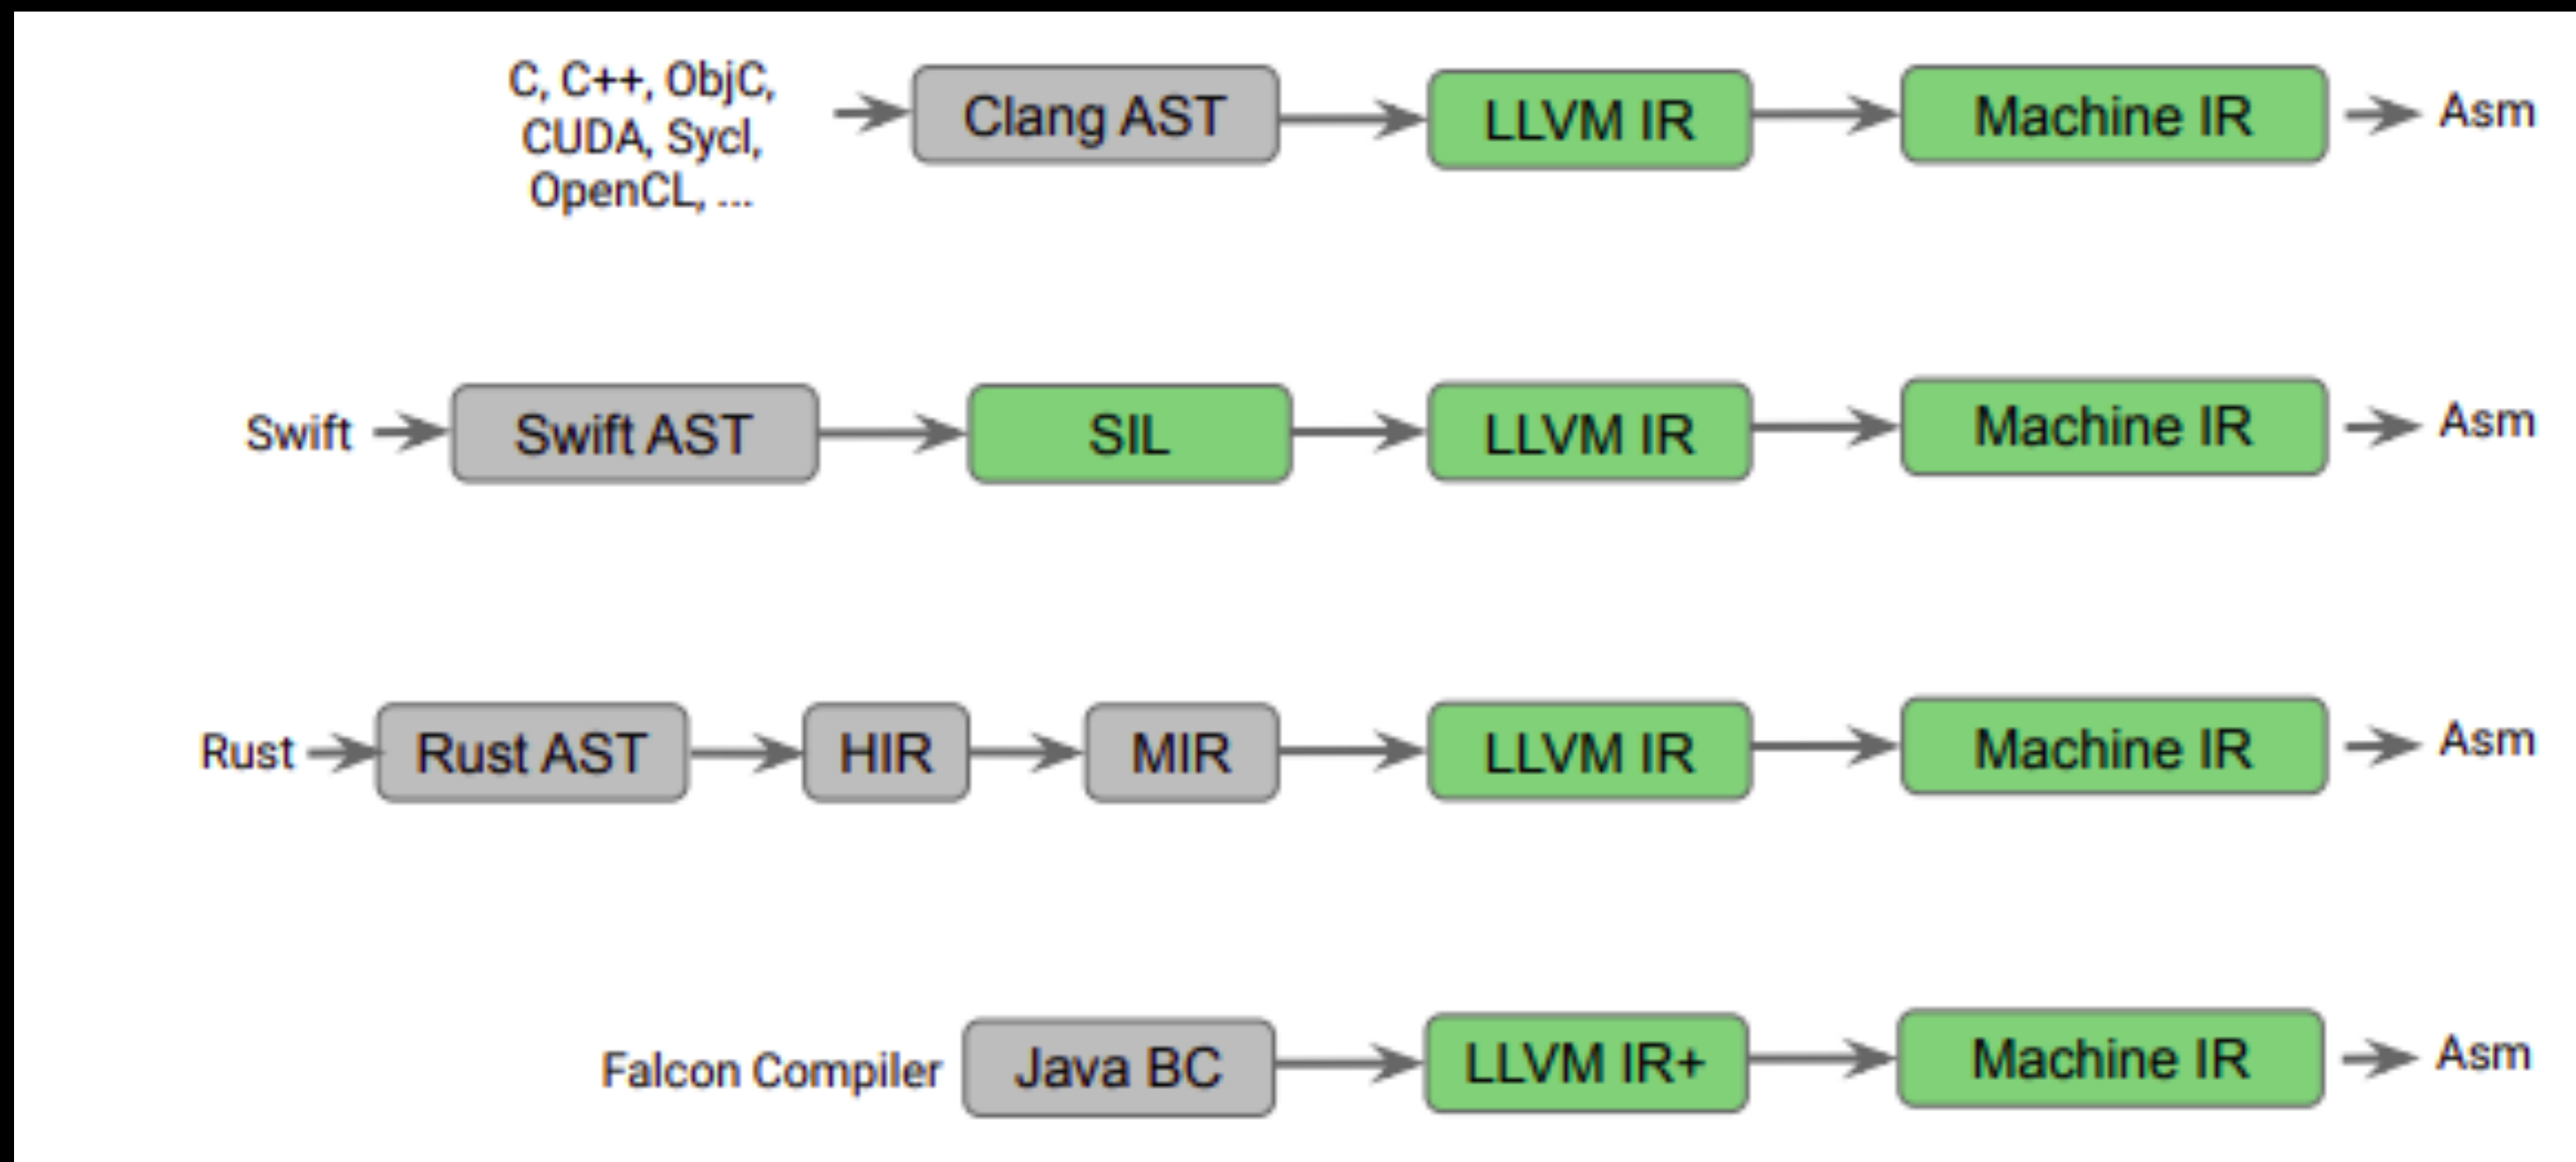 C, C++, ObjC,
CUDA, Sycl,
OpenCL, ...
Clang AST
LLVM IR
Machine IR
Asm
Swift
Swift AST
SIL
LLVM IR
Machine IR
Asm
Rust
Rust AST
HIR
MIR
LLVM IR
Machine IR
Asm
Falcon Compiler
Java BC
LLVM IR+
Machine IR
Asm